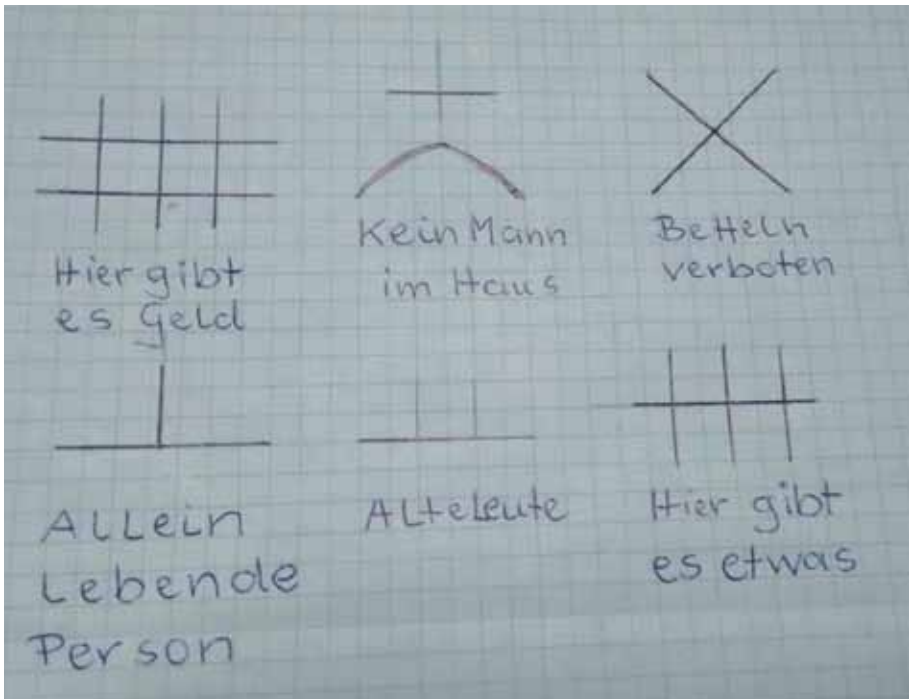 Hier gibt
es Geld
Kein Mann
im Haus
Betteln
verboten
Allein
Lebende
Person
Alteleute
Hier gibt
es etwas